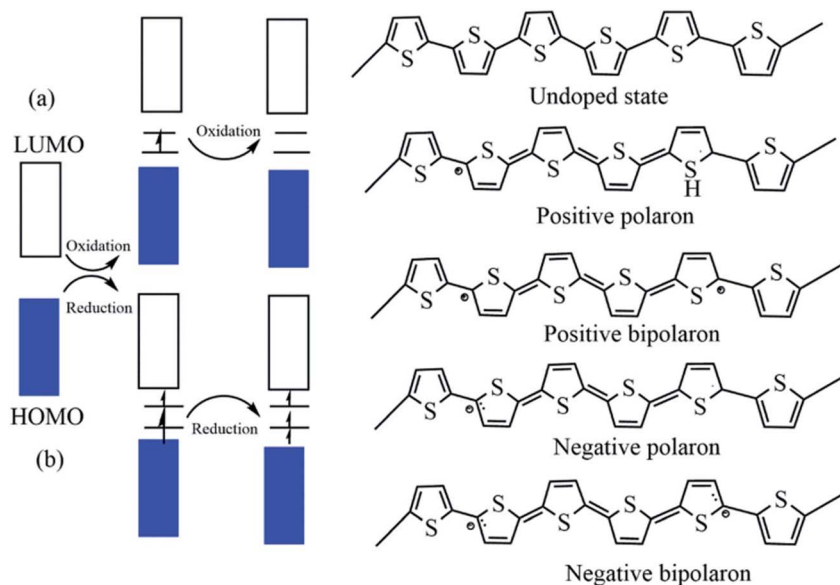 (a)
LUMO
Oxidation
Reduction
HOMO
(b)
Oxidation
Reduction
S S S S S S
Undoped state
S S S S S S
H
Positive polaron
S S S S S S
Positive bipolaron
S S S S S S
Negative polaron
S S S S S S
Negative bipolaron